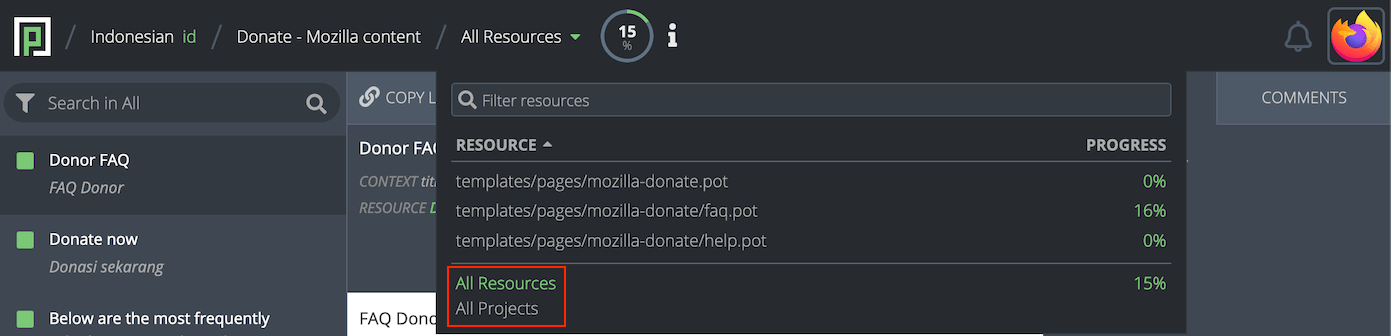 Indonesian id / Donate - Mozilla content / All Resources 15 %
Search in All
COPY L
Filter resources
COMMENTS
RESOURCE PROGRESS
templates/pages/mozilla-donate.pot 0%
templates/pages/mozilla-donate/faq.pot 16%
templates/pages/mozilla-donate/help.pot 0%
All Resources 15%
All Projects
Donor FAQ
FAQ Donor
Donate now
Donasi sekarang
Below are the most frequently
Donor FA
CONTEXT tit
RESOURCE D
FAQ Dono